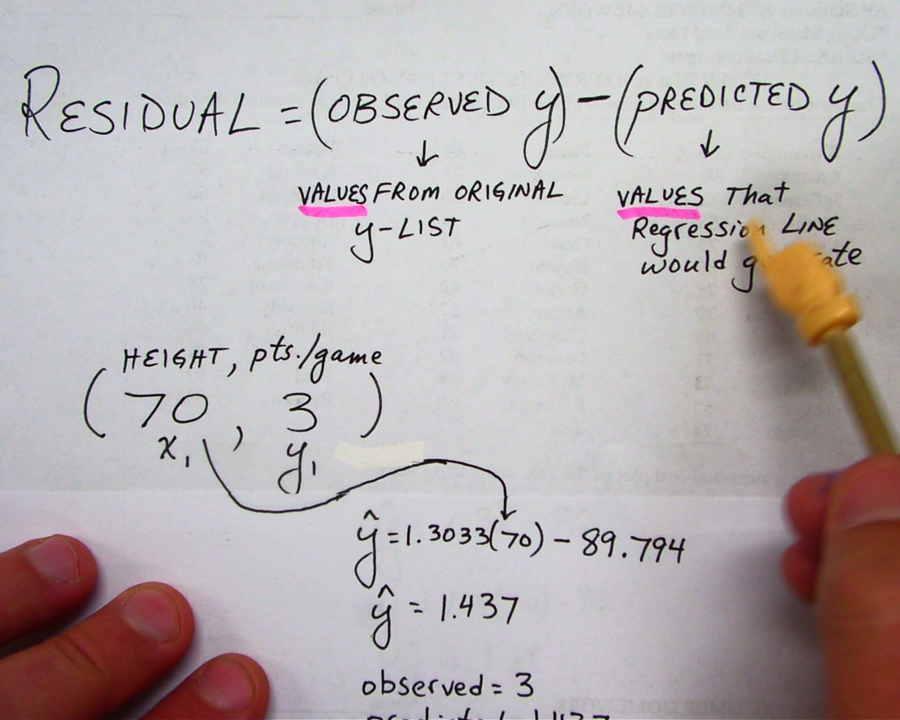 RESIDUAL = (OBSERVED y) - (PREDICTED y)
↓ ↓
VALUES FROM ORIGINAL
y-LIST
VALUES That
Regression LINE
would
HEIGHT, pts./game
(70, 3)
x₁ y₁
ŷ = 1.3033(70) - 89.794
ŷ = 1.437
observed = 3